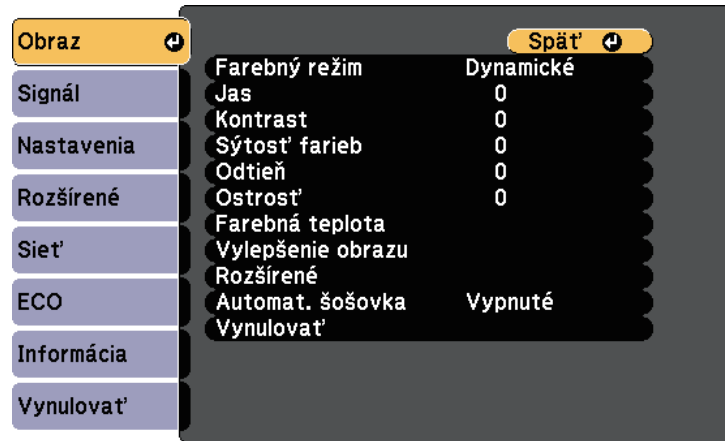 Obraz
Signál
Nastavenia
Rozšírené
Sieť
ECO
Informácia
Vynulovať
Späť
Farebný režim Dynamické
Jas 0
Kontrast 0
Sýtosť farieb 0
Odtieň 0
Ostrosť 0
Farebná teplota
Vylepšenie obrazu
Rozšírené
Automat. šošovka Vypnuté
Vynulovať